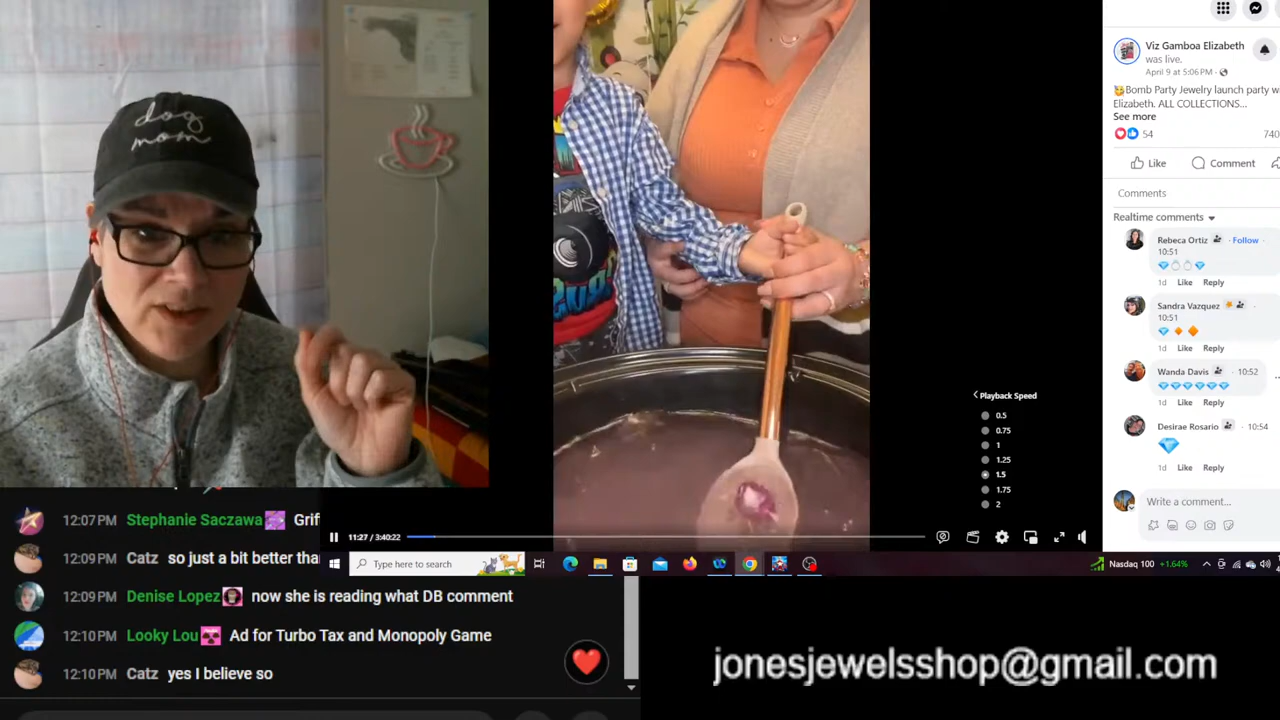 dog
mom
Viz Gamboa Elizabeth
was live.
April 9 at 5:06 PM
🥰Bomb Party Jewelry launch party w
Elizabeth. ALL COLLECTIONS...
See more
54
740
Like
Comment
Comments
Realtime comments
Rebeca Ortiz · Follow ·
10:51
💎💍💍💎
1d Like Reply
Sandra Vazquez
10:51
💎🔸🔶
1d Like Reply
Wanda Davis · 10:52
💎💎💎💎💎💎
1d Like Reply
Desirae Rosario · 10:54
💎
1d Like Reply
Write a comment...
Playback Speed
0.5
0.75
1
1.25
1.5
1.75
2
11:27 / 3:40:22
Type here to search
Nasdaq 100 +1.64%
12:07 PM Stephanie Saczawa Grif
12:09 PM Catz so just a bit better tha
12:09 PM Denise Lopez now she is reading what DB comment
12:10 PM Looky Lou Ad for Turbo Tax and Monopoly Game
12:10 PM Catz yes I believe so
jonesjewelsshop@gmail.com